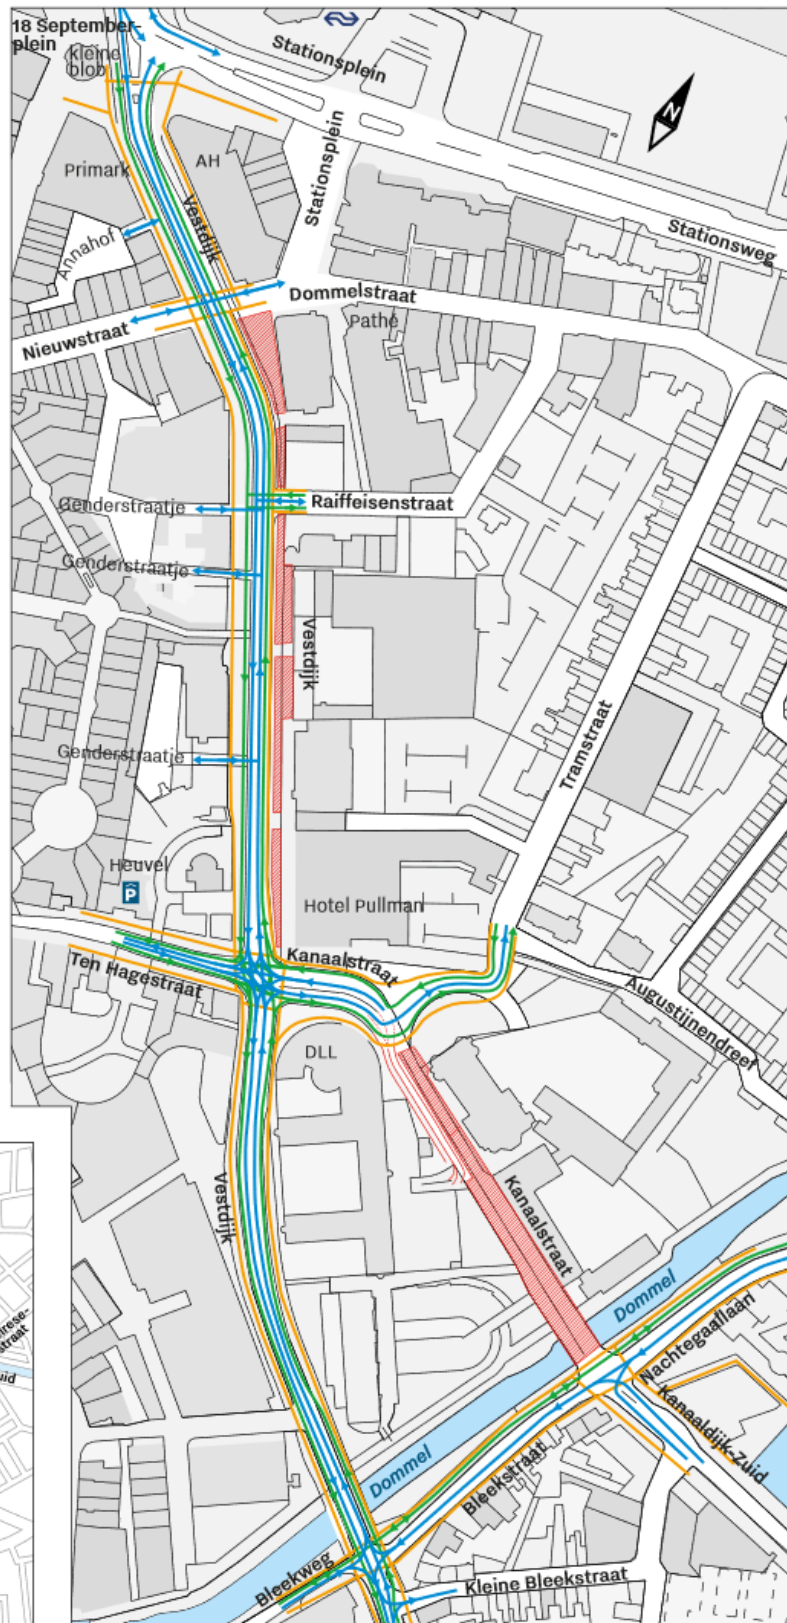 18 September-
plein
kleine
blob
Stationsplein
N
Stationsplein
Primark
AH
Vestdijk
Annahof
Stationsweg
Dommelstraat
Pathé
Nieuwstraat
Genderstraatje
Raiffeisenstraat
Genderstraatje
Vestdijk
Tramstraat
Genderstraatje
Heuvel
P
Hotel Pullman
Ten Hagestraat
Kanaalstraat
Augustijnendreef
DLL
Vestdijk
Kanaalstraat
Dommel
Nachtegaallaan
Kanaaldijk-Zuid
Dommel
Bleekstraat
Bleekweg
Kleine Bleekstraat
straat
uid